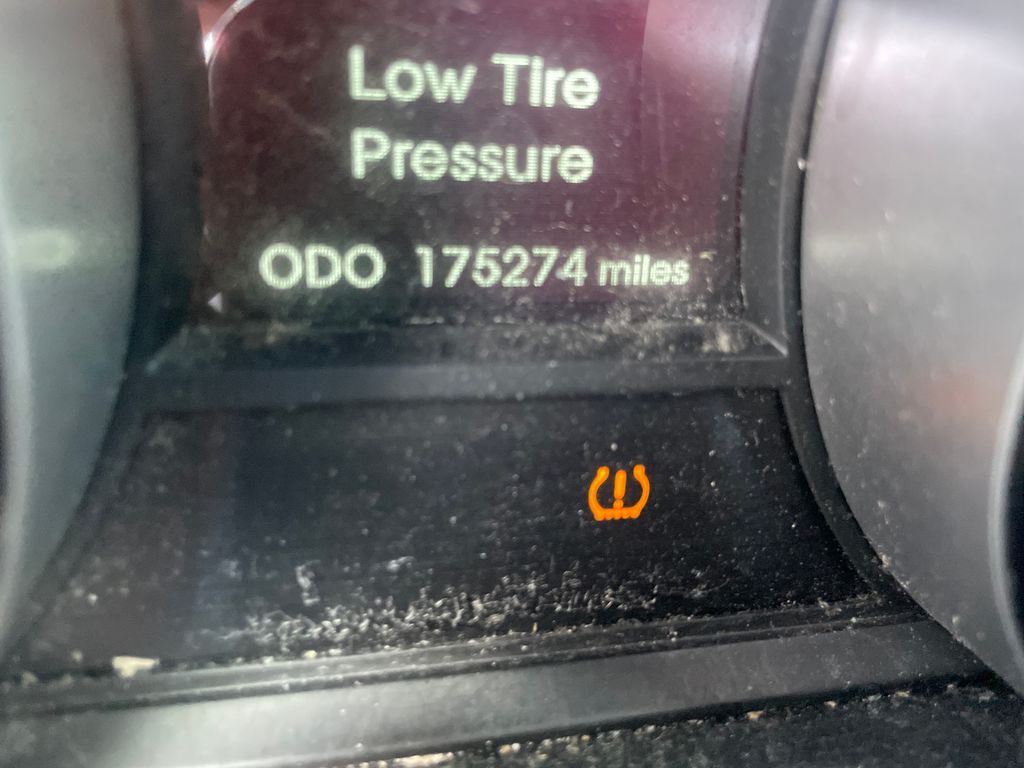 Low Tire
Pressure
ODO 175274 miles